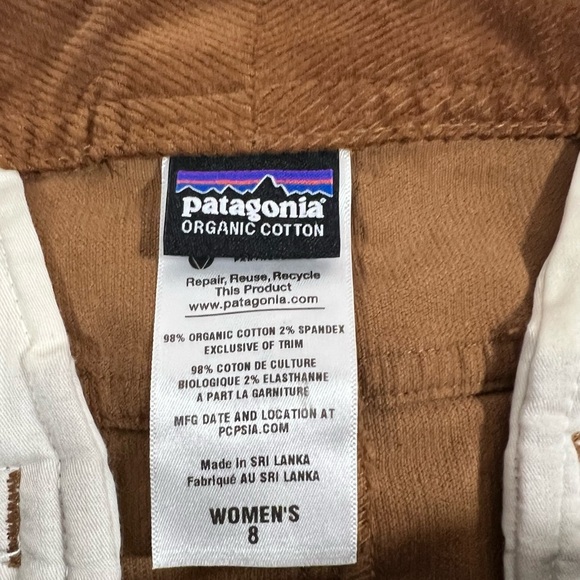 patagonia®
ORGANIC COTTON
Repair, Reuse, Recycle
This Product
www.patagonia.com
98% ORGANIC COTTON 2% SPANDEX
EXCLUSIVE OF TRIM
98% COTON DE CULTURE
BIOLOGIQUE 2% ELASTHANNE
A PART LA GARNITURE
MFG DATE AND LOCATION AT
PCPSIA.COM
Made in SRI LANKA
Fabriqué AU SRI LANKA
WOMEN'S
8